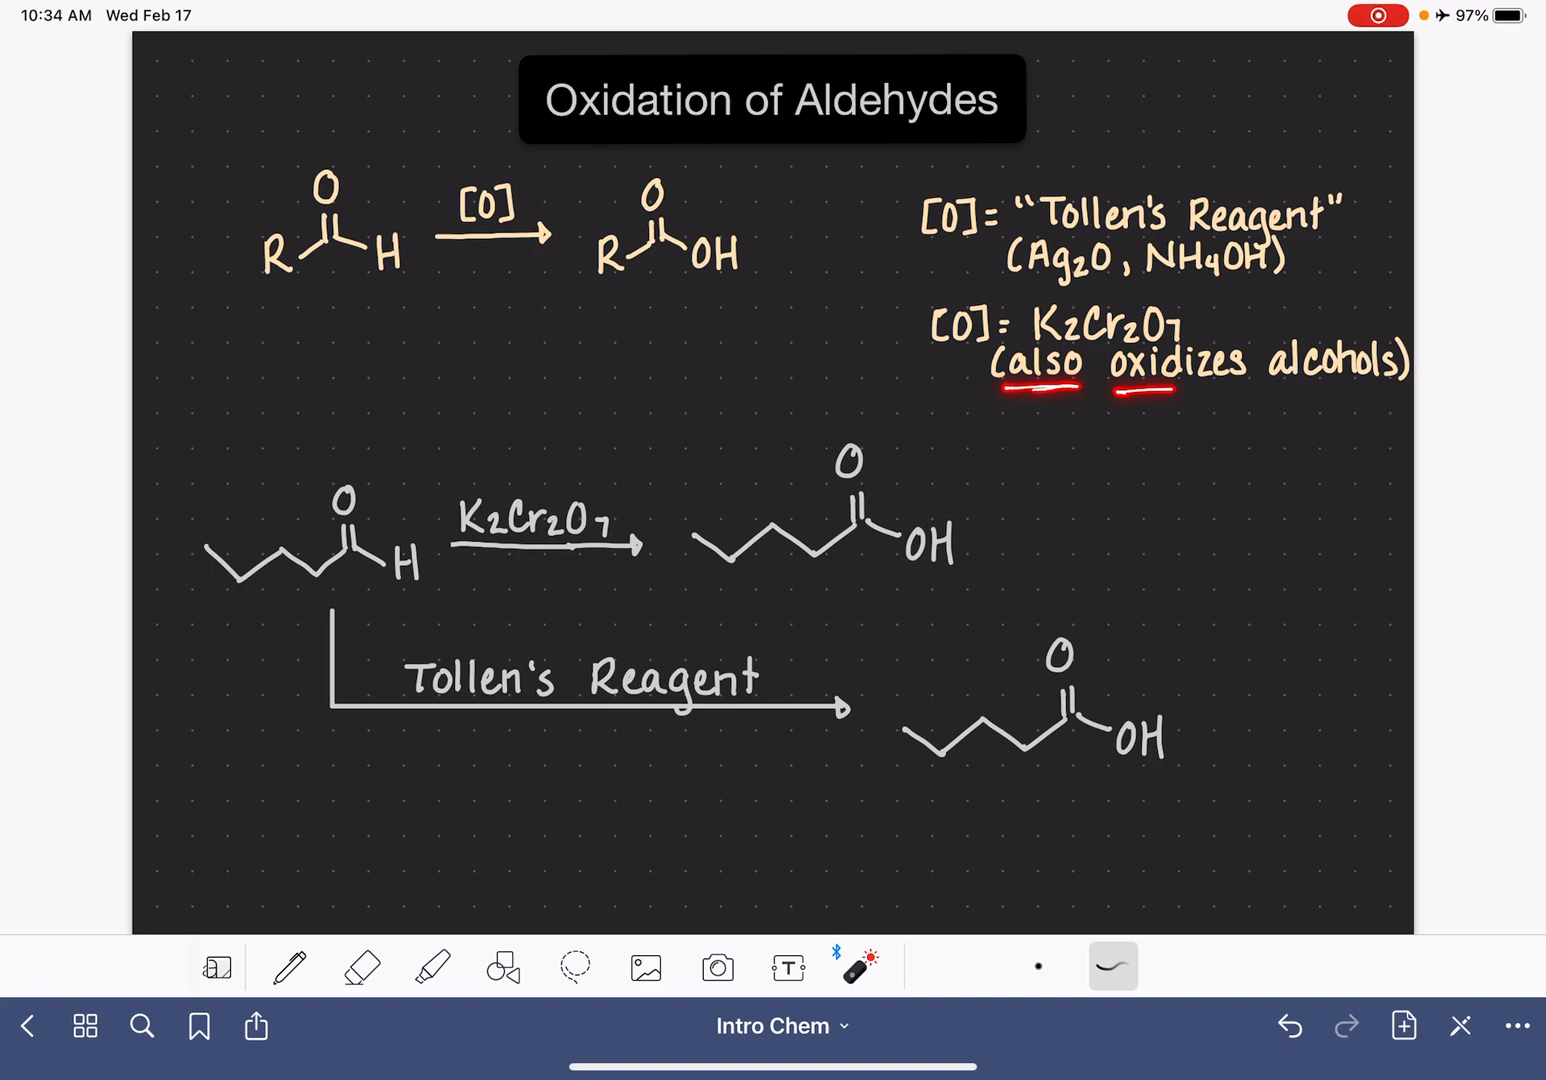 10:34 AM Wed Feb 17
97%
Oxidation of Aldehydes
O
[O]
O
R
H
R
OH
[O] = "Tollen's Reagent"
(Ag2O, NH4OH)
[O] = K2Cr2O7
(also oxidizes alcohols)
O
K2Cr2O7
O
H
OH
Tollen's Reagent
O
OH
a
T
Intro Chem